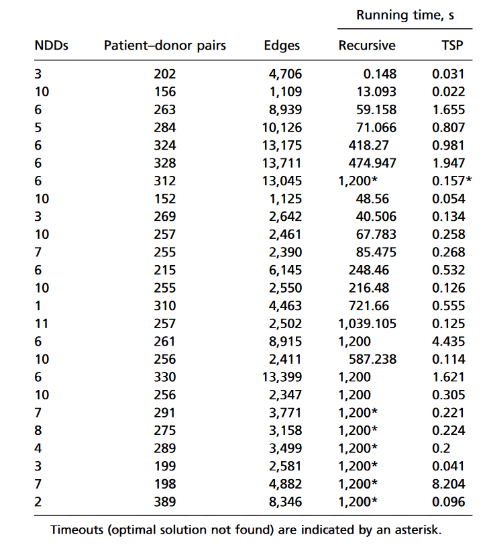 Running time, s
NDDs Patient–donor pairs Edges Recursive TSP
3 202 4,706 0.148 0.031
10 156 1,109 13.093 0.022
6 263 8,939 59.158 1.655
5 284 10,126 71.066 0.807
6 324 13,175 418.27 0.981
6 328 13,711 474.947 1.947
6 312 13,045 1,200* 0.157*
10 152 1,125 48.56 0.054
3 269 2,642 40.506 0.134
10 257 2,461 67.783 0.258
7 255 2,390 85.475 0.268
6 215 6,145 248.46 0.532
10 255 2,550 216.48 0.126
1 310 4,463 721.66 0.555
11 257 2,502 1,039.105 0.125
6 261 8,915 1,200 4.435
10 256 2,411 587.238 0.114
6 330 13,399 1,200 1.621
10 256 2,347 1,200 0.305
7 291 3,771 1,200* 0.221
8 275 3,158 1,200* 0.224
4 289 3,499 1,200* 0.2
3 199 2,581 1,200* 0.041
7 198 4,882 1,200* 8.204
2 389 8,346 1,200* 0.096
Timeouts (optimal solution not found) are indicated by an asterisk.